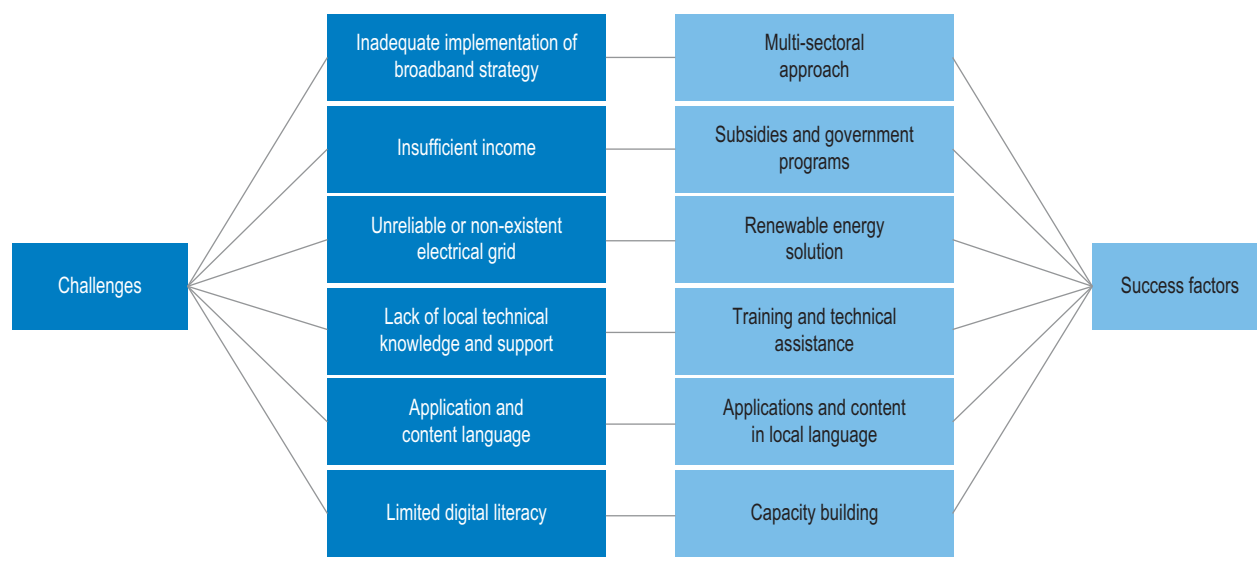 Challenges
Inadequate implementation of
broadband strategy
Multi-sectoral
approach
Insufficient income
Subsidies and government
programs
Unreliable or non-existent
electrical grid
Renewable energy
solution
Lack of local technical
knowledge and support
Training and technical
assistance
Application and
content language
Applications and content
in local language
Limited digital literacy
Capacity building
Success factors